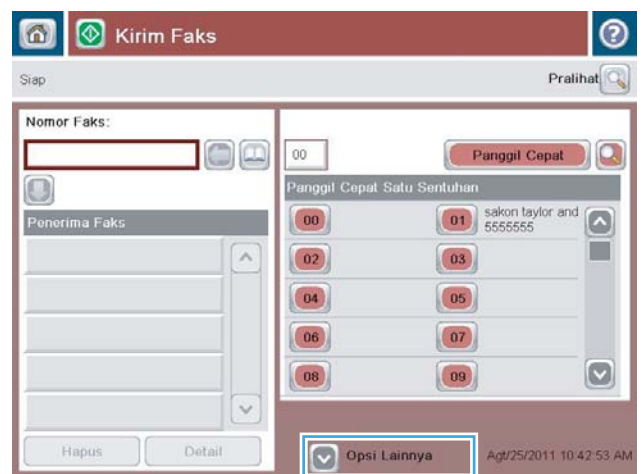 Kirim Faks
Siap
Pralihat
Nomor Faks:
00
Panggil Cepat
Panggil Cepat Satu Sentuhan
00
01 sakon taylor and
5555555
Penerima Faks
02 03
04 05
06 07
08 09
Hapus Detail
Opsi Lainnya
Agt/25/2011 10:42:53 AM